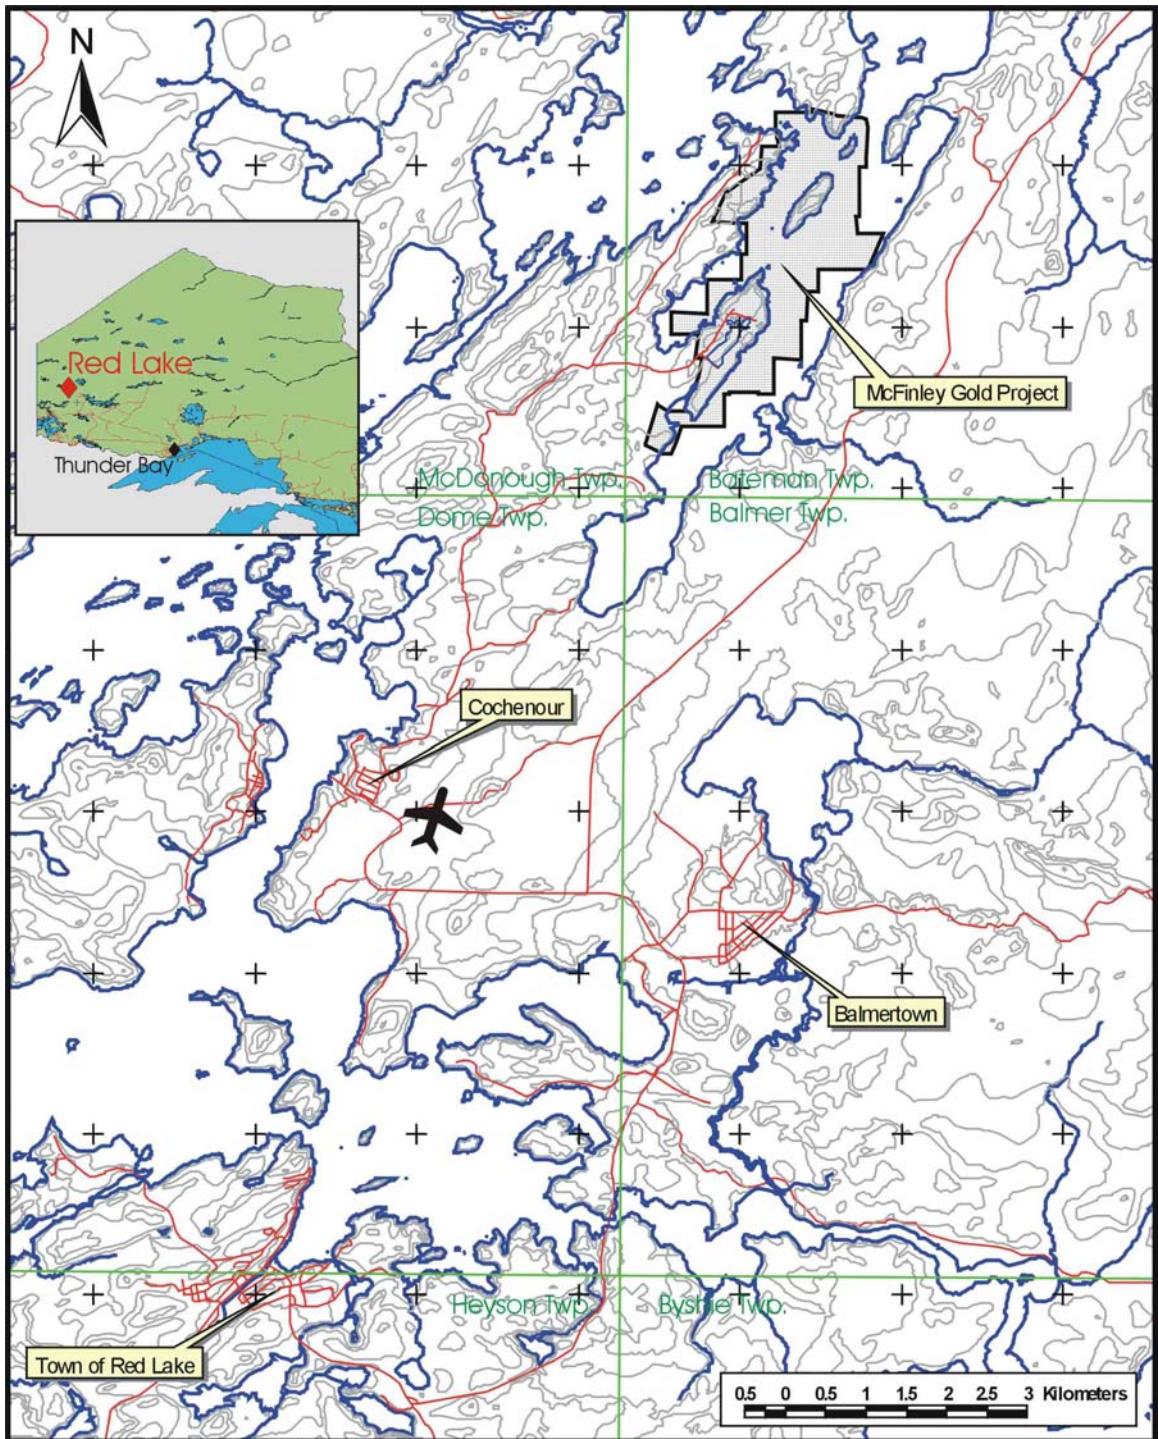 N
Red Lake
Thunder Bay
McFinley Gold Project
McDonough Twp.
Bateman Twp.
Dome Twp.
Balmer Twp.
Cochenour
Balmertown
Heyson Twp.
Byshie Twp.
Town of Red Lake
0.5 0 0.5 1 1.5 2 2.5 3 Kilometers